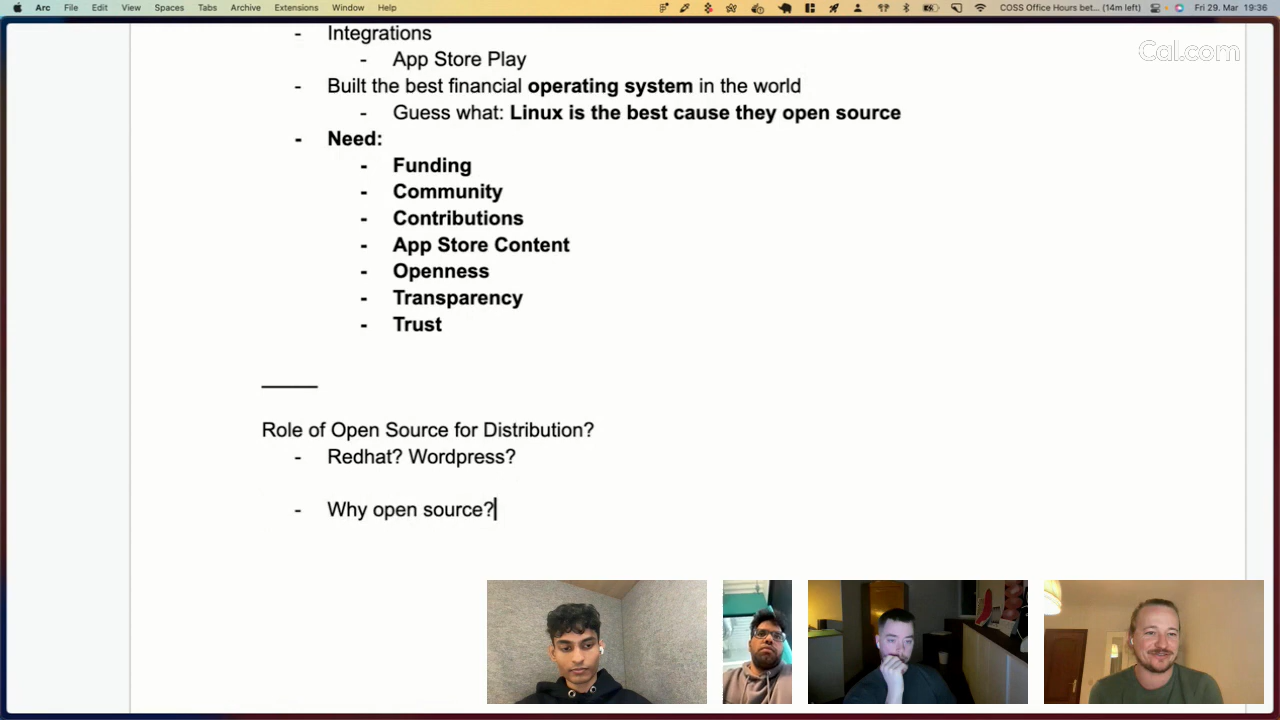 Arc File Edit View Spaces Tabs Archive Extensions Window Help COSS Office Hours bet... (14m left) Fri 29. Mar 19:36
Cal.com
- Integrations
- App Store Play
- Built the best financial operating system in the world
- Guess what: Linux is the best cause they open source
- Need:
- Funding
- Community
- Contributions
- App Store Content
- Openness
- Transparency
- Trust
Role of Open Source for Distribution?
- Redhat? Wordpress?
- Why open source?